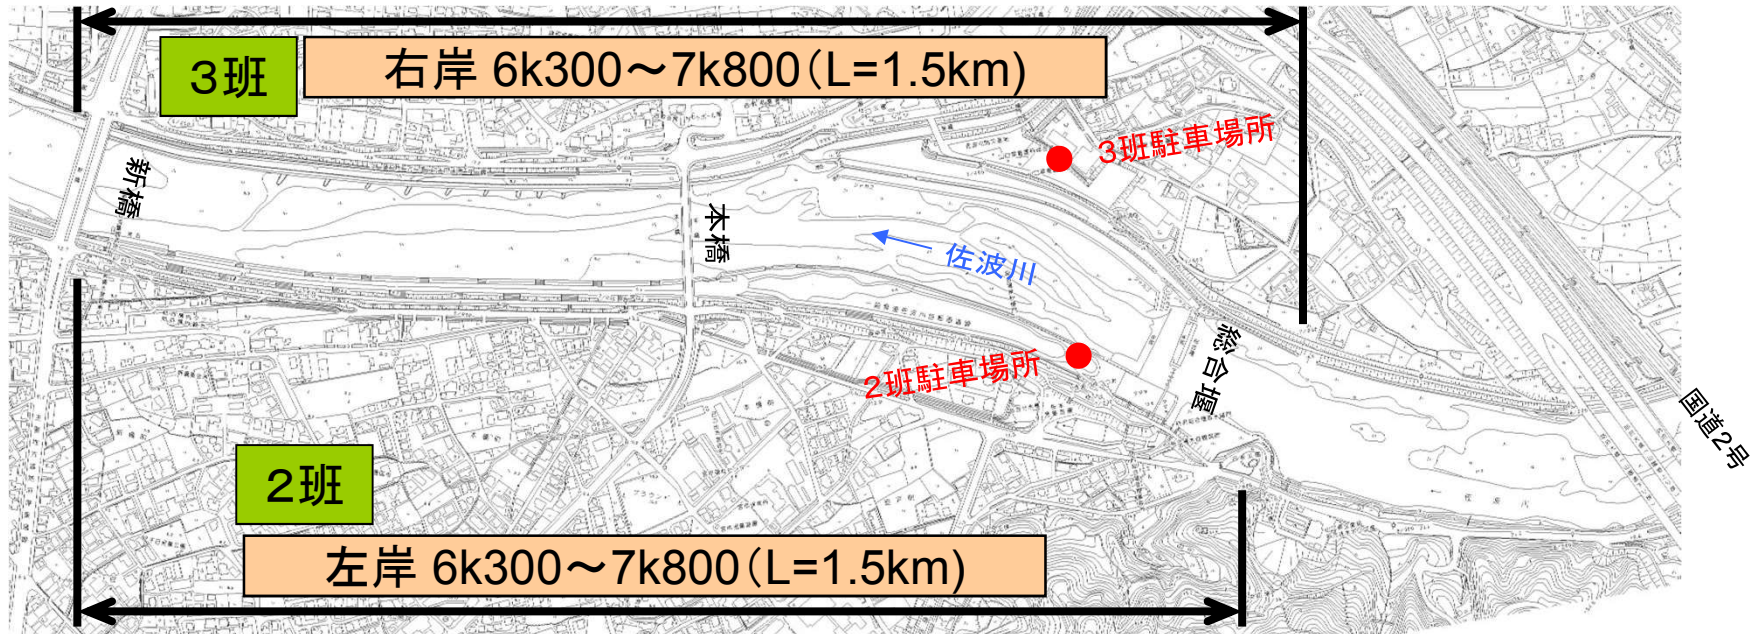 3班
右岸 6k300～7k800(L=1.5km)
3班駐車場所
新橋
本橋
佐波川
総合堰
2班駐車場所
国道2号
2班
左岸 6k300～7k800(L=1.5km)